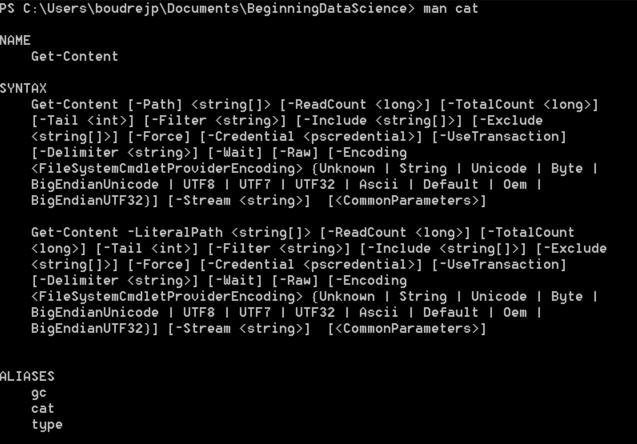 PS C:\Users\boudrejp\Documents\BeginningDataScience> man cat
NAME
Get-Content
SYNTAX
Get-Content [-Path] <string[]> [-ReadCount <long>] [-TotalCount <long>]
[-Tail <int>] [-Filter <string>] [-Include <string[]>] [-Exclude
<string[]>] [-Force] [-Credential <pscredential>] [-UseTransaction]
[-Delimiter <string>] [-Wait] [-Raw] [-Encoding
<FileSystemCmdletProviderEncoding> {Unknown | String | Unicode | Byte |
BigEndianUnicode | UTF8 | UTF7 | UTF32 | Ascii | Default | Oem |
BigEndianUTF32}] [-Stream <string>]  [<CommonParameters>]
Get-Content -LiteralPath <string[]> [-ReadCount <long>] [-TotalCount
<long>] [-Tail <int>] [-Filter <string>] [-Include <string[]>] [-Exclude
<string[]>] [-Force] [-Credential <pscredential>] [-UseTransaction]
[-Delimiter <string>] [-Wait] [-Raw] [-Encoding
<FileSystemCmdletProviderEncoding> {Unknown | String | Unicode | Byte |
BigEndianUnicode | UTF8 | UTF7 | UTF32 | Ascii | Default | Oem |
BigEndianUTF32}] [-Stream <string>]  [<CommonParameters>]
ALIASES
gc
cat
type